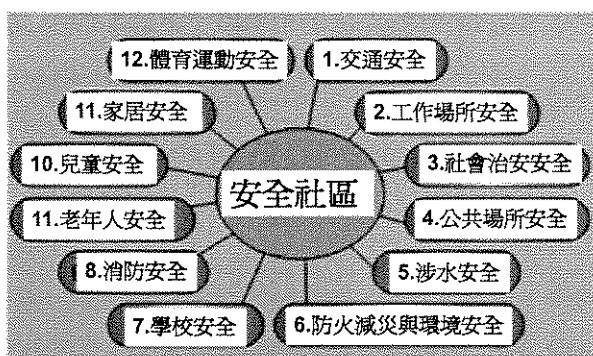 安全社區
1.交通安全
2.工作場所安全
3.社會治安安全
4.公共場所安全
5.涉水安全
6.防火減災與環境安全
7.學校安全
8.消防安全
11.老年人安全
10.兒童安全
11.家居安全
12.體育運動安全